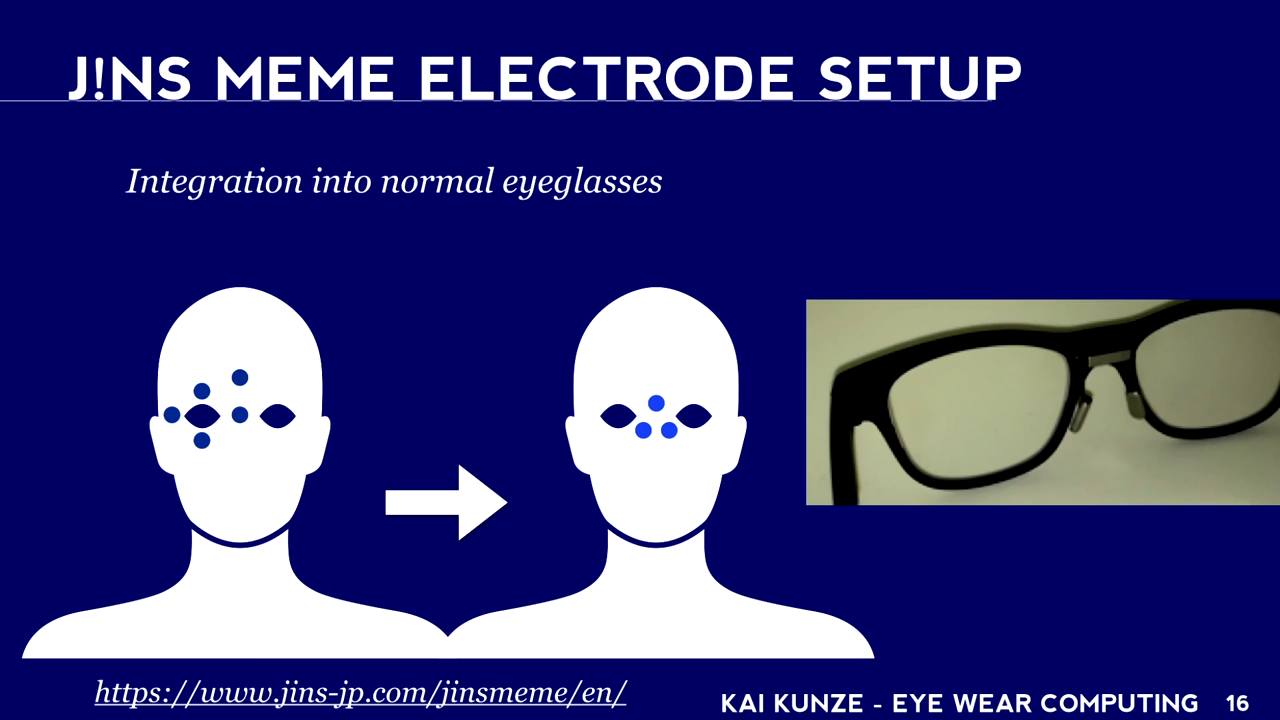 J!NS MEME ELECTRODE SETUP
Integration into normal eyeglasses
https://www.jins-jp.com/jinsmeme/en/
KAI KUNZE - EYE WEAR COMPUTING 16